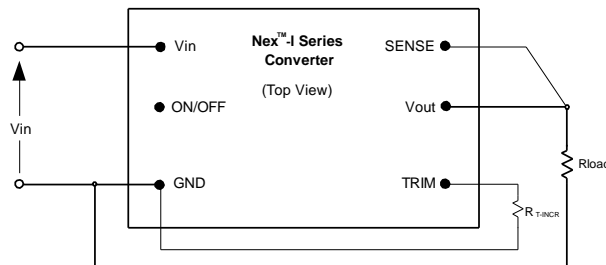 Nex™-I Series
Converter
(Top View)
Vin
SENSE
ON/OFF
Vout
Vin
GND
TRIM
Rload
R T-INCR